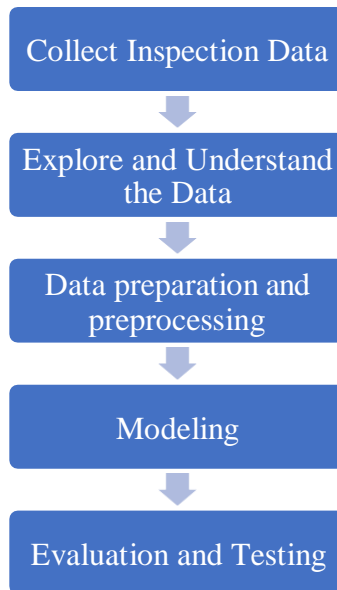 Collect Inspection Data
Explore and Understand
the Data
Data preparation and
preprocessing
Modeling
Evaluation and Testing